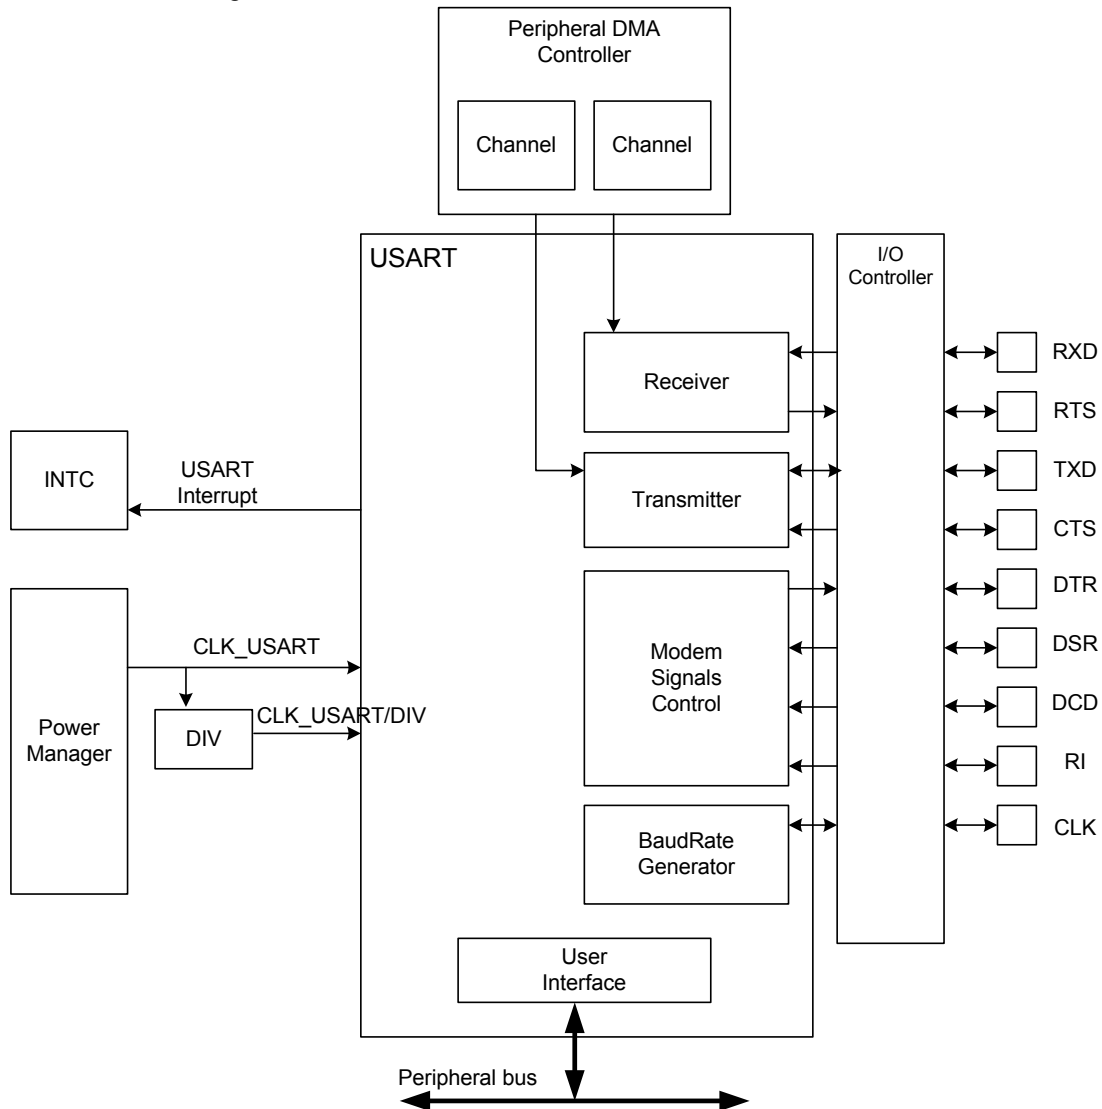 Peripheral DMA
Controller
Channel
Channel
USART
I/O
Controller
RXD
Receiver
RTS
INTC
USART
Interrupt
TXD
Transmitter
CTS
DTR
CLK_USART
Modem
Signals
Control
DSR
DCD
Power
Manager
DIV
CLK_USART/DIV
RI
BaudRate
Generator
CLK
User
Interface
Peripheral bus